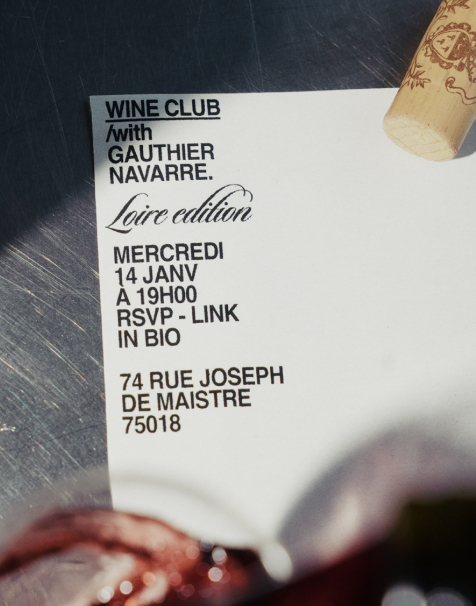 WINE CLUB
/with
GAUTHIER
NAVARRE.
Loire edition
MERCREDI
14 JANV
À 19H00
RSVP - LINK
IN BIO
74 RUE JOSEPH
DE MAISTRE
75018